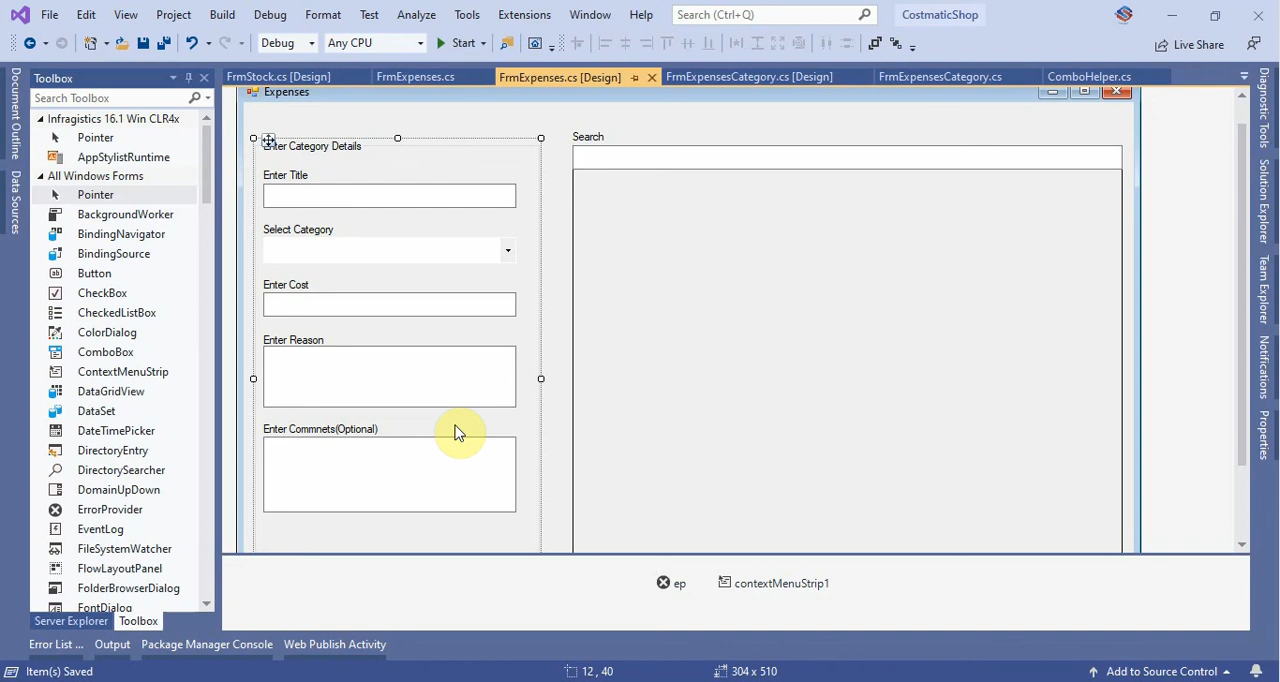 File Edit View Project Build Debug Format Test Analyze Tools Extensions Window Help Search (Ctrl+Q) CostmaticShop
Debug Any CPU Start Live Share
Toolbox
FrmStock.cs [Design] FrmExpenses.cs FrmExpenses.cs [Design] FrmExpensesCategory.cs [Design] FrmExpensesCategory.cs ComboHelper.cs
Search Toolbox
Infragistics 16.1 Win CLR4x
Pointer
AppStylistRuntime
All Windows Forms
Pointer
BackgroundWorker
BindingNavigator
BindingSource
Button
CheckBox
CheckedListBox
ColorDialog
ComboBox
ContextMenuStrip
DataGridView
DataSet
DateTimePicker
DirectoryEntry
DirectorySearcher
DomainUpDown
ErrorProvider
EventLog
FileSystemWatcher
FlowLayoutPanel
FolderBrowserDialog
FontDialog
Server Explorer Toolbox
Document Outline
Data Sources
Expenses
Enter Category Details
Enter Title
Select Category
Enter Cost
Enter Reason
Enter Commnets(Optional)
Search
ep contextMenuStrip1
Diagnostic Tools
Solution Explorer
Team Explorer
Notifications
Properties
Error List ... Output Package Manager Console Web Publish Activity
Item(s) Saved 12 , 40 304 x 510 Add to Source Control